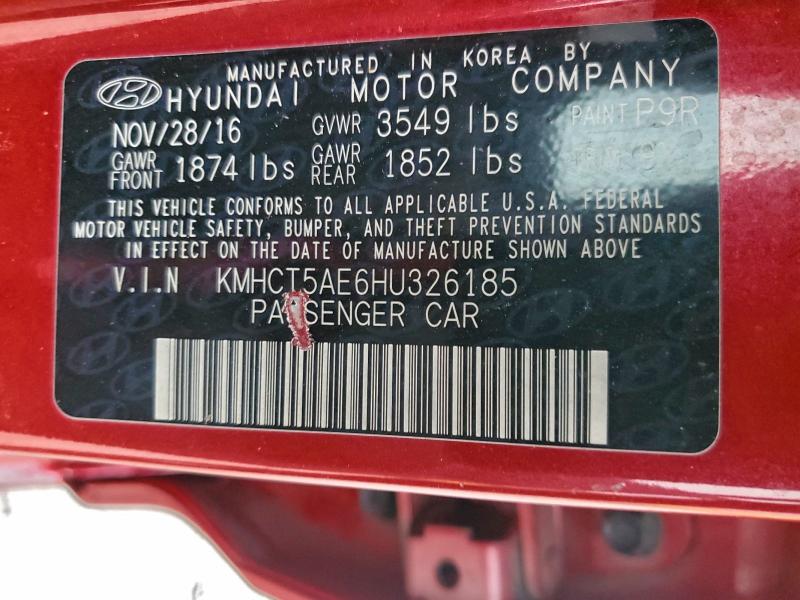 MANUFACTURED IN KOREA BY
HYUNDAI MOTOR COMPANY
NOV/28/16 GVWR 3549 lbs PAINT P9R
GAWR FRONT 1874 lbs GAWR REAR 1852 lbs
THIS VEHICLE CONFORMS TO ALL APPLICABLE U.S.A. FEDERAL
MOTOR VEHICLE SAFETY, BUMPER, AND THEFT PREVENTION STANDARDS
IN EFFECT ON THE DATE OF MANUFACTURE SHOWN ABOVE
V.I.N KMHCT5AE6HU326185
PASSENGER CAR